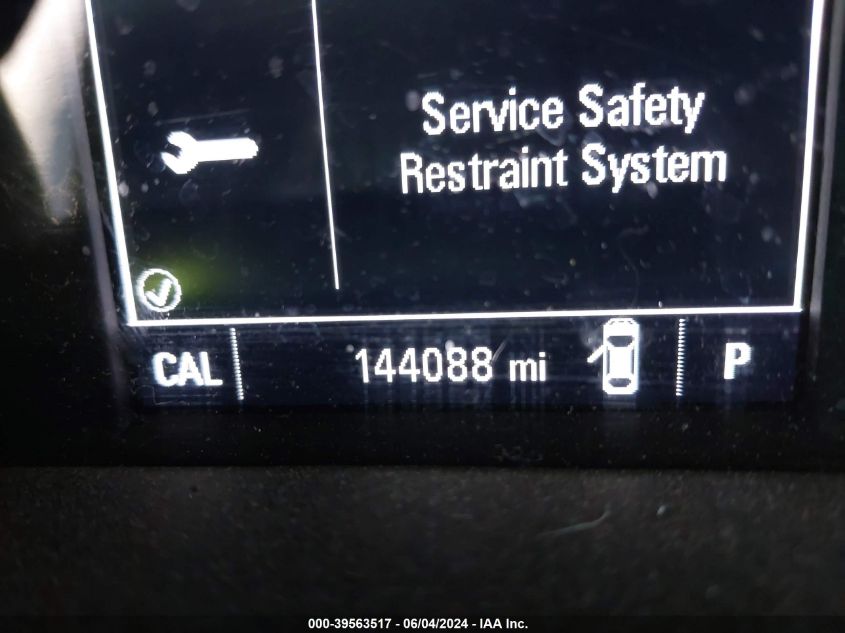 Service Safety
Restraint System
CAL 144088 mi P
000-39563517 - 06/04/2024 - IAA Inc.